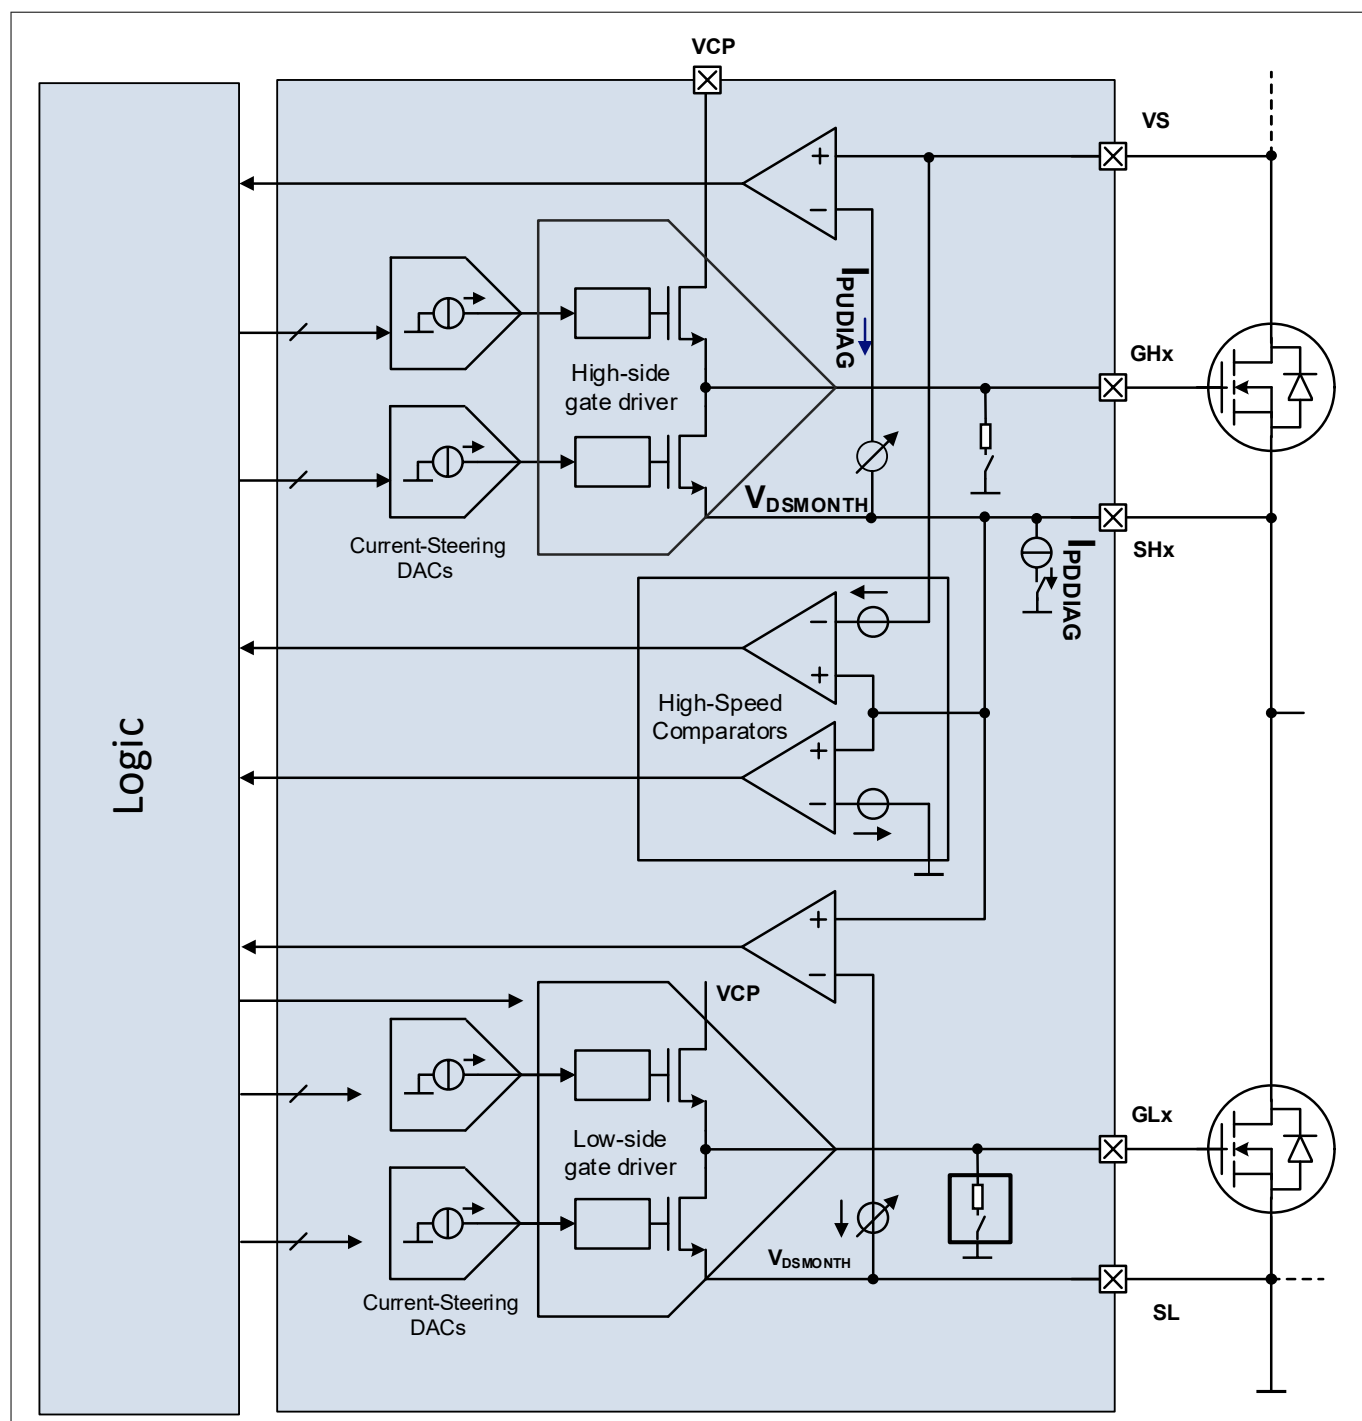 VCP
VS
+
−
IPUDIAG
GHx
High-side
gate driver
VDSMONTH
SHx
Current-Steering
DACs
IPDDIAG
−
+
High-Speed
Comparators
+
−
Logic
+
−
VCP
GLx
Low-side
gate driver
VDSMONTH
Current-Steering
DACs
SL